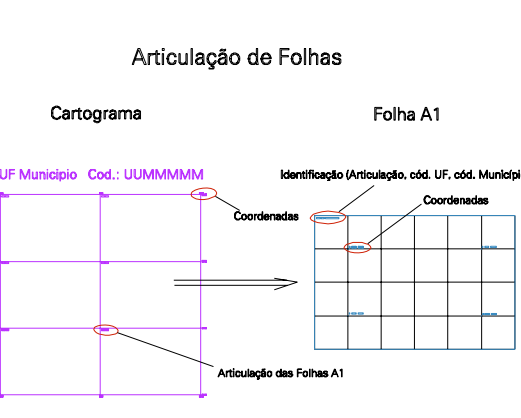 Articulação de Folhas
Cartograma
Folha A1
UF Municipio Cod.: UUMMMMM
Identificação (Articulação, cód. UF, cód. Municípi
Coordenadas
Coordenadas
Articulação das Folhas A1